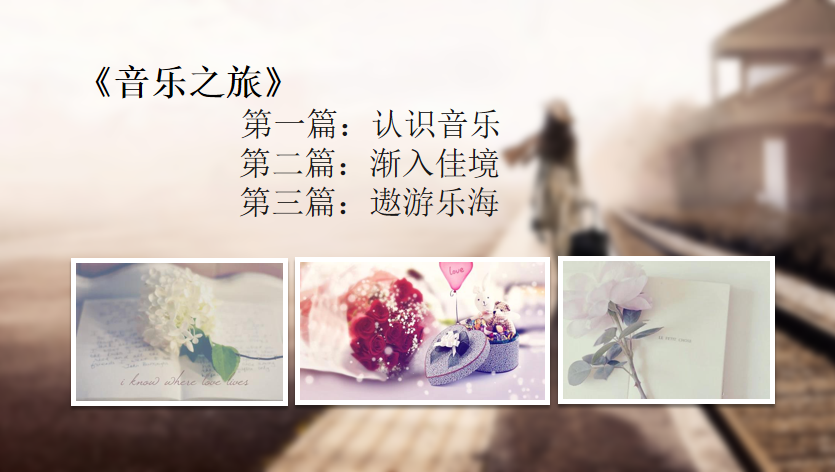 《音乐之旅》
第一篇：认识音乐
第二篇：渐入佳境
第三篇：遨游乐海
Love
i know where love lives